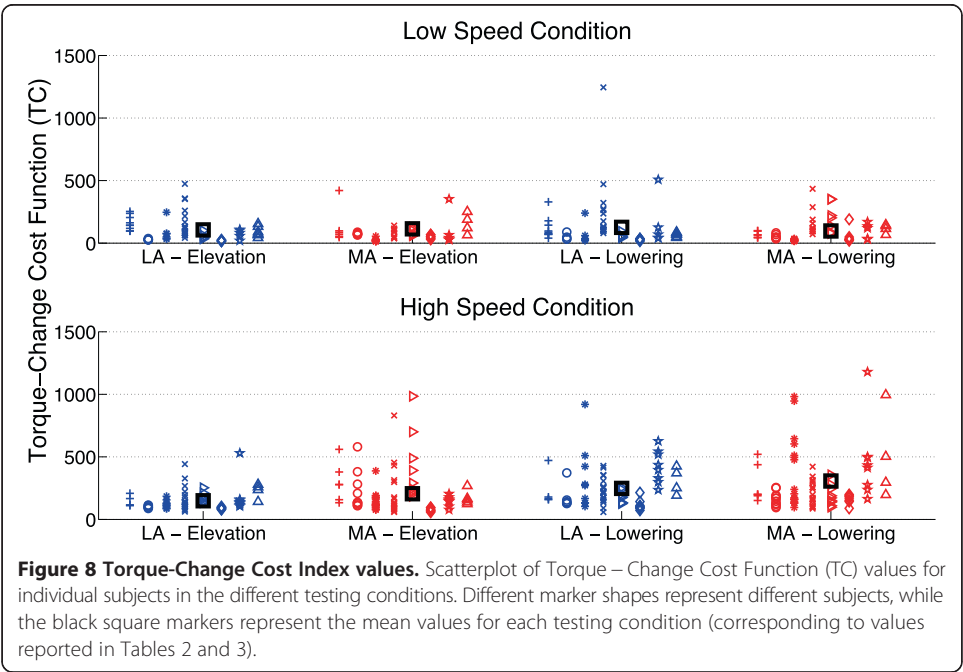 Low Speed Condition
Torque–Change Cost Function (TC)
1500
1000
500
0
LA – Elevation MA – Elevation LA – Lowering MA – Lowering
High Speed Condition
1500
1000
500
0
LA – Elevation MA – Elevation LA – Lowering MA – Lowering
Figure 8 Torque-Change Cost Index values. Scatterplot of Torque – Change Cost Function (TC) values for
individual subjects in the different testing conditions. Different marker shapes represent different subjects, while
the black square markers represent the mean values for each testing condition (corresponding to values
reported in Tables 2 and 3).